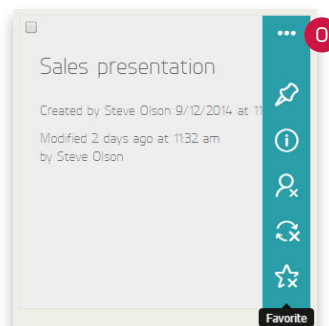 Sales presentation
Created by Steve Olson 9/12/2014 at 11
Modified 2 days ago at 11:32 am
by Steve Olson
Favorite